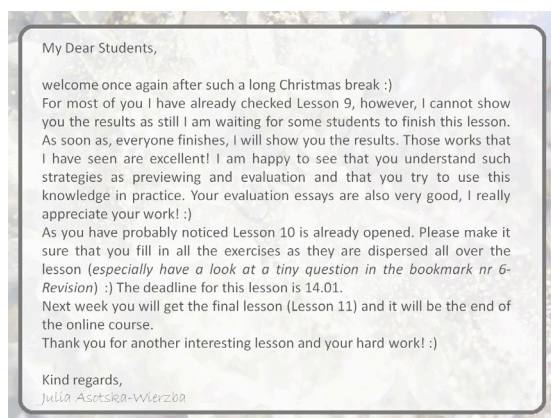 My Dear Students,
welcome once again after such a long Christmas break :)
For most of you I have already checked Lesson 9, however, I cannot show
you the results as still I am waiting for some students to finish this lesson.
As soon as, everyone finishes, I will show you the results. Those works that
I have seen are excellent! I am happy to see that you understand such
strategies as previewing and evaluation and that you try to use this
knowledge in practice. Your evaluation essays are also very good, I really
appreciate your work! :)
As you have probably noticed Lesson 10 is already opened. Please make it
sure that you fill in all the exercises as they are dispersed all over the
lesson (especially have a look at a tiny question in the bookmark nr 6-
Revision) :) The deadline for this lesson is 14.01.
Next week you will get the final lesson (Lesson 11) and it will be the end of
the online course.
Thank you for another interesting lesson and your hard work! :)
Kind regards,
Julia Asotska-Wierzba